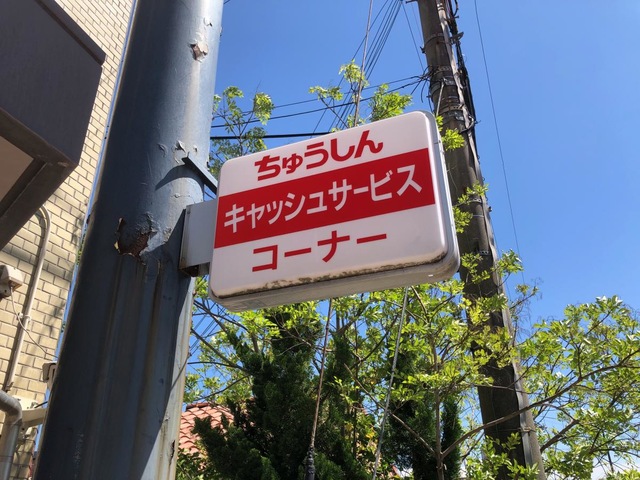 ちゅうしん
キャッシュサービス
コーナー